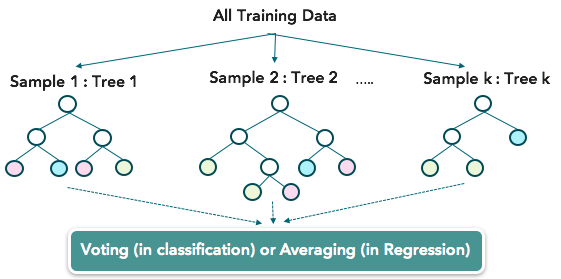 All Training Data
Sample 1 : Tree 1
Sample 2 : Tree 2
.....
Sample k : Tree k
Voting (in classification) or Averaging (in Regression)